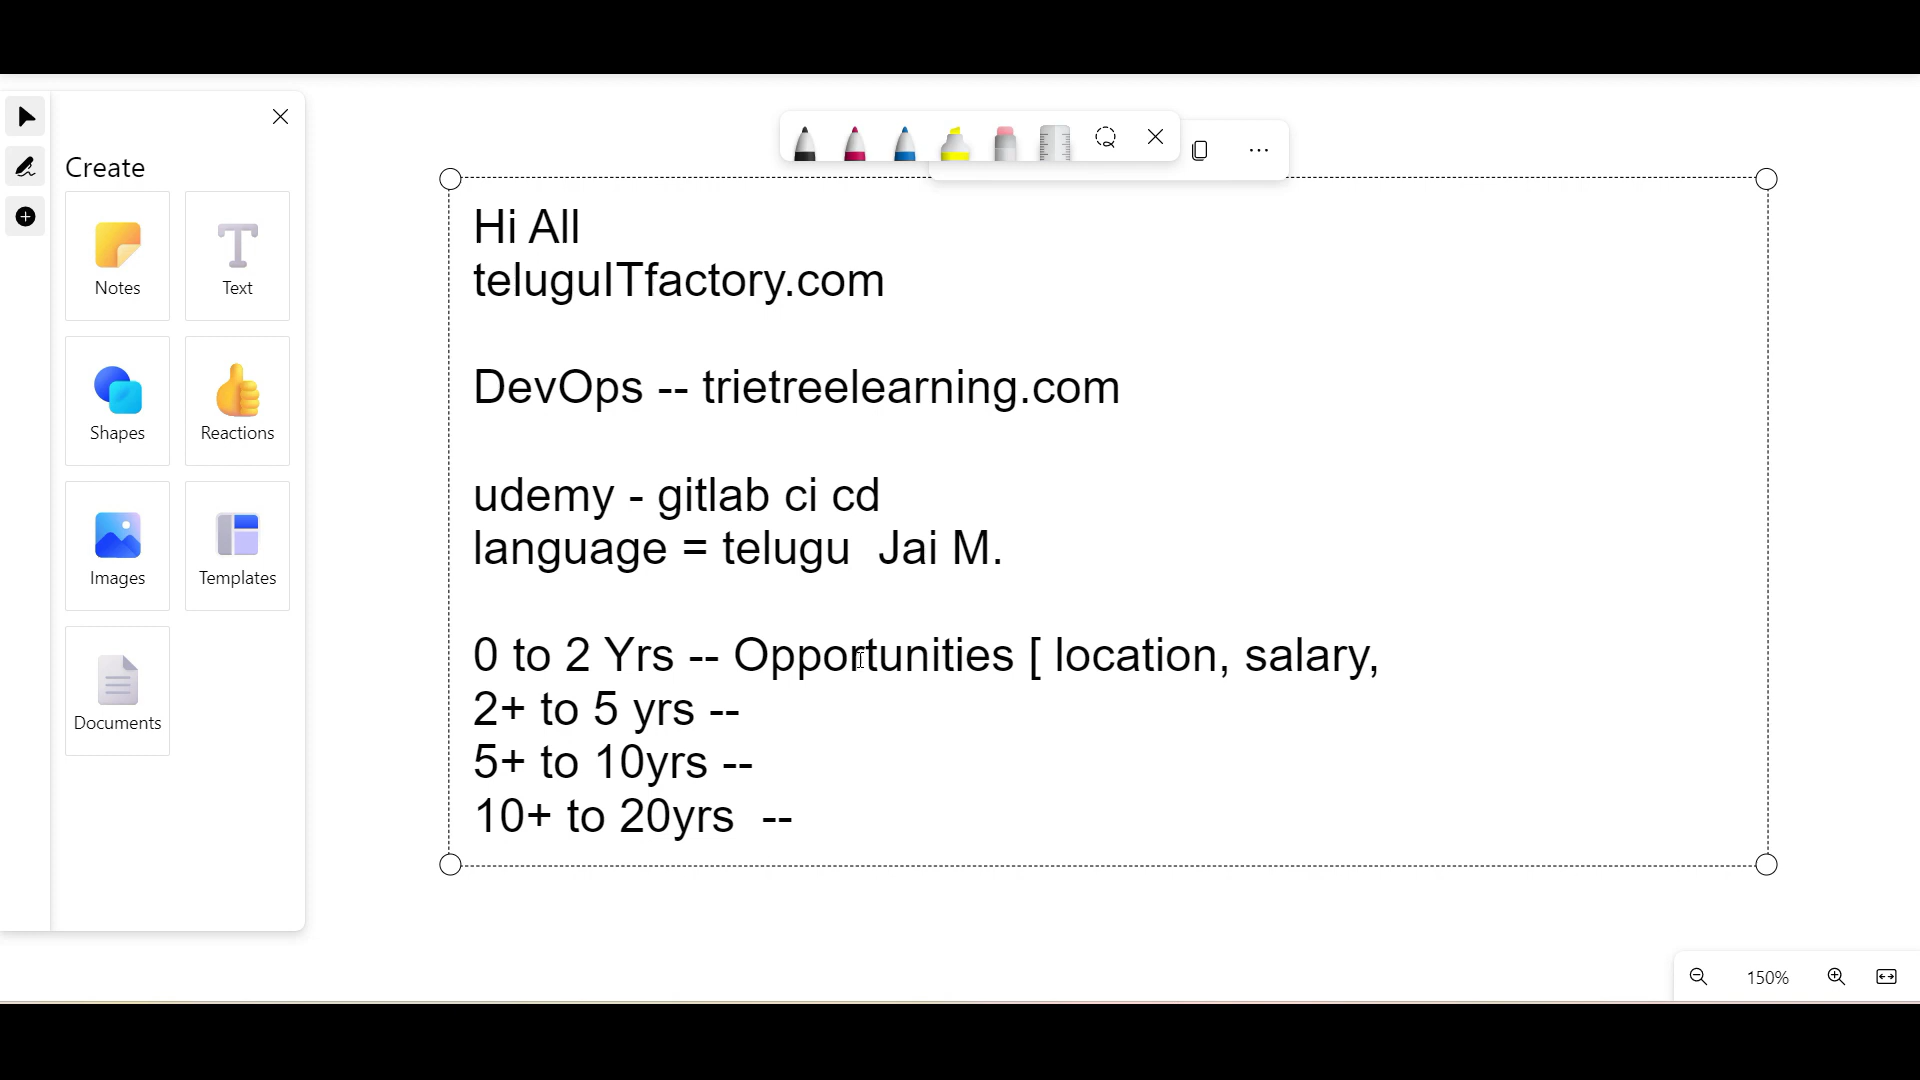 Create
Notes
Text
Shapes
Reactions
Images
Templates
Documents
Hi All
teluguITfactory.com
DevOps -- trietreelearning.com
udemy - gitlab ci cd
language = telugu  Jai M.
0 to 2 Yrs -- Opportunities [ location, salary,
2+ to 5 yrs --
5+ to 10yrs --
10+ to 20yrs  --
150%